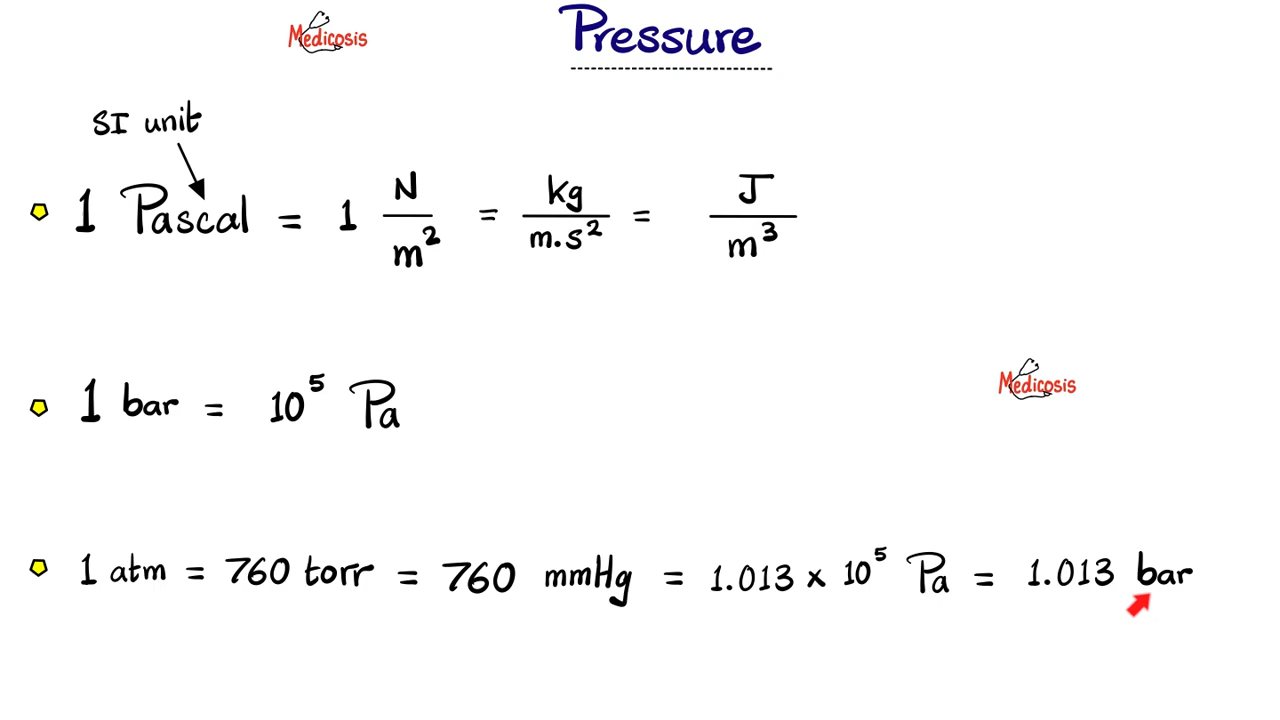 Medicosis
Pressure
SI unit
1 Pascal = 1 N/m² = kg/m.s² = J/m³
1 bar = 10⁵ Pa
Medicosis
1 atm = 760 torr = 760 mmHg = 1.013 x 10⁵ Pa = 1.013 bar